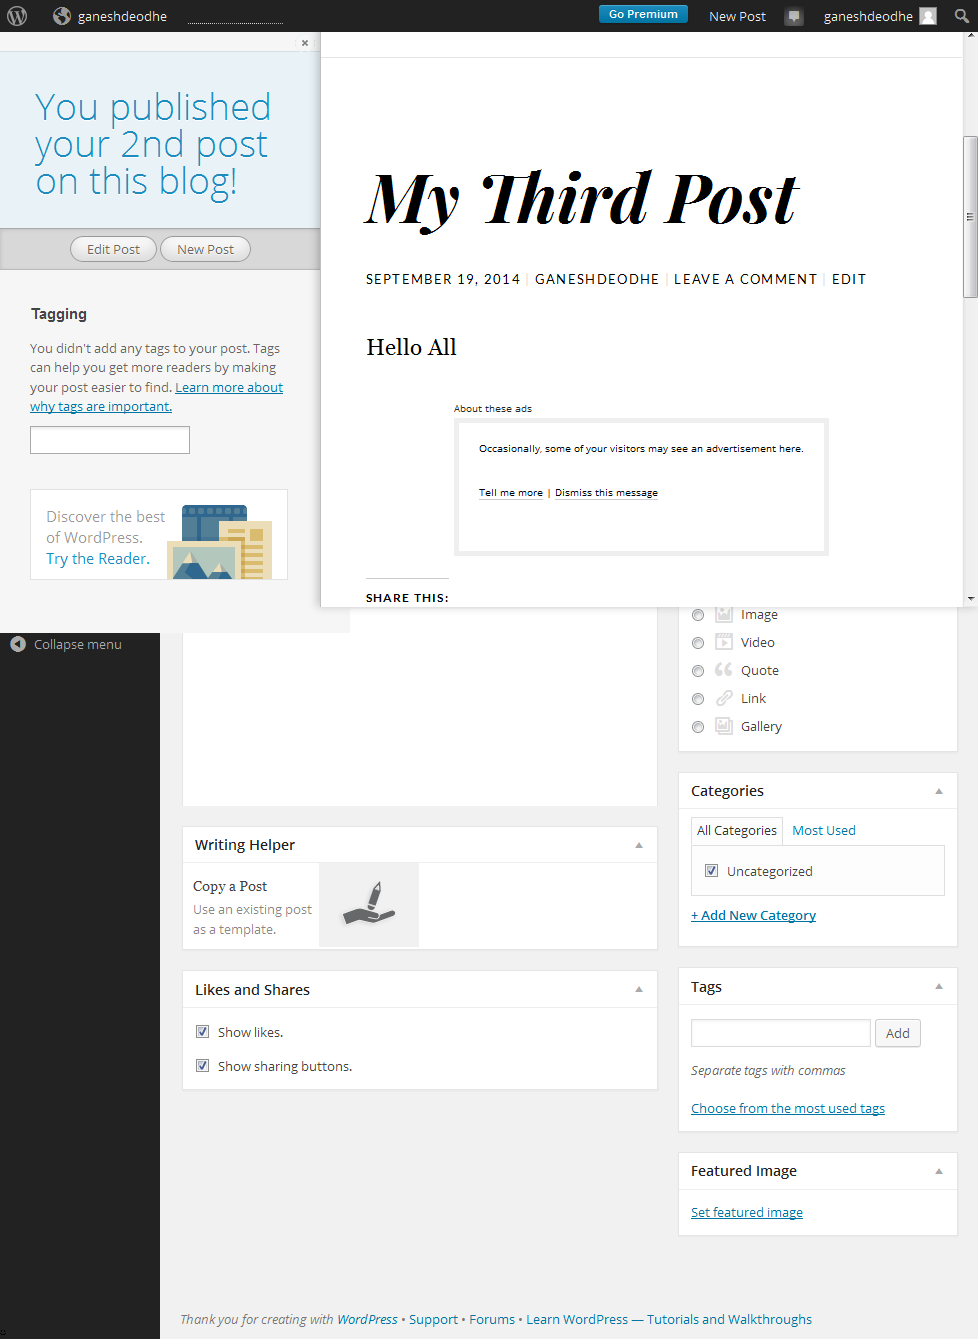 ganeshdeodhe
Go Premium
New Post
ganeshdeodhe
You published
your 2nd post
on this blog!
Edit Post
New Post
Tagging
You didn't add any tags to your post. Tags
can help you get more readers by making
your post easier to find. Learn more about
why tags are important.
Discover the best
of WordPress.
Try the Reader.
My Third Post
SEPTEMBER 19, 2014 | GANESHDEODHE | LEAVE A COMMENT | EDIT
Hello All
About these ads
Occasionally, some of your visitors may see an advertisement here.
Tell me more | Dismiss this message
SHARE THIS:
Collapse menu
Image
Video
Quote
Link
Gallery
Writing Helper
Copy a Post
Use an existing post
as a template.
Likes and Shares
Show likes.
Show sharing buttons.
Categories
All Categories
Most Used
Uncategorized
+ Add New Category
Tags
Add
Separate tags with commas
Choose from the most used tags
Featured Image
Set featured image
Thank you for creating with WordPress • Support • Forums • Learn WordPress — Tutorials and Walkthroughs